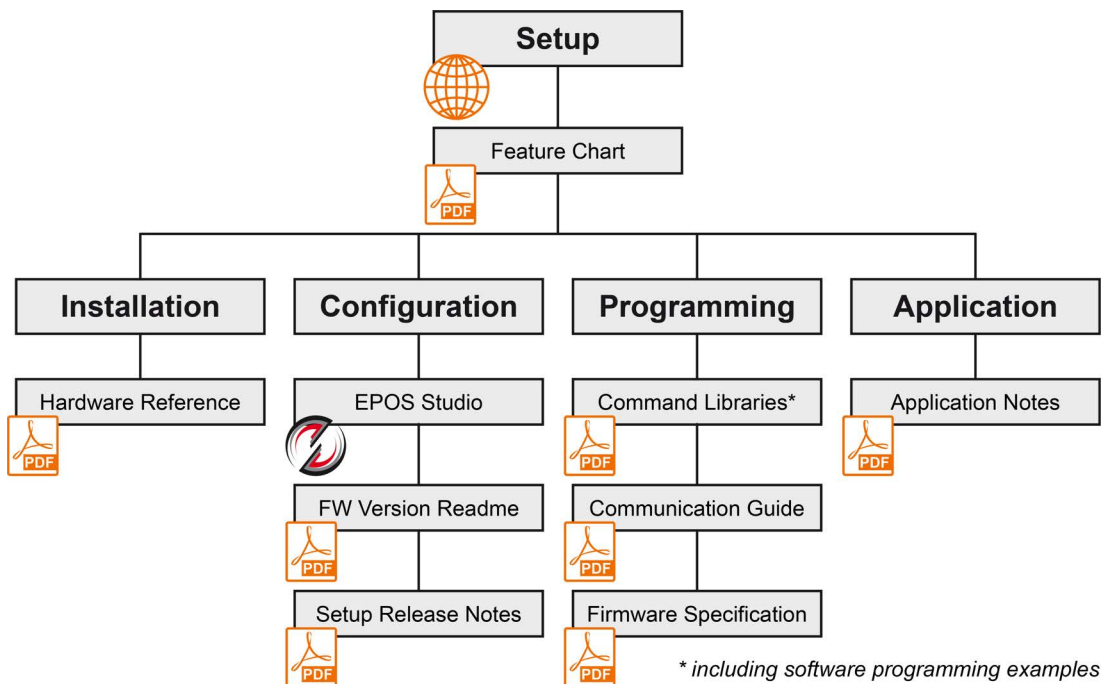 Setup
Feature Chart
PDF
Installation
Configuration
Programming
Application
Hardware Reference
EPOS Studio
Command Libraries*
Application Notes
PDF
PDF
PDF
FW Version Readme
Communication Guide
PDF
PDF
Setup Release Notes
Firmware Specification
PDF
PDF
* including software programming examples